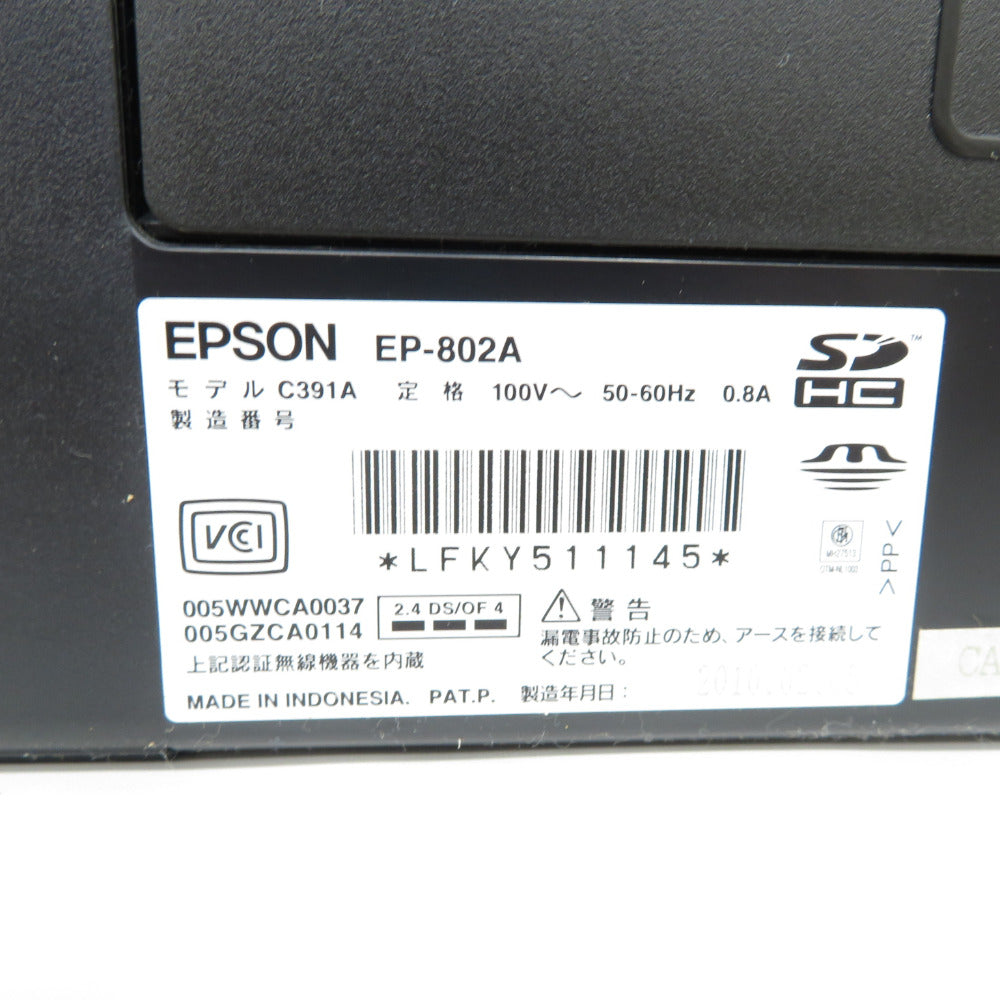 EPSON EP-802A
モデル C391A 定格 100V～ 50-60Hz 0.8A
製造番号
SD HC ™
VCCI
*LFKY511145*
005WWCA0037
005GZCA0114
2.4 DS/OF 4
上記認証無線機器を内蔵
警告
漏電事故防止のため、アースを接続して
ください。
>PP<
MADE IN INDONESIA. PAT.P. 製造年月日:
CA